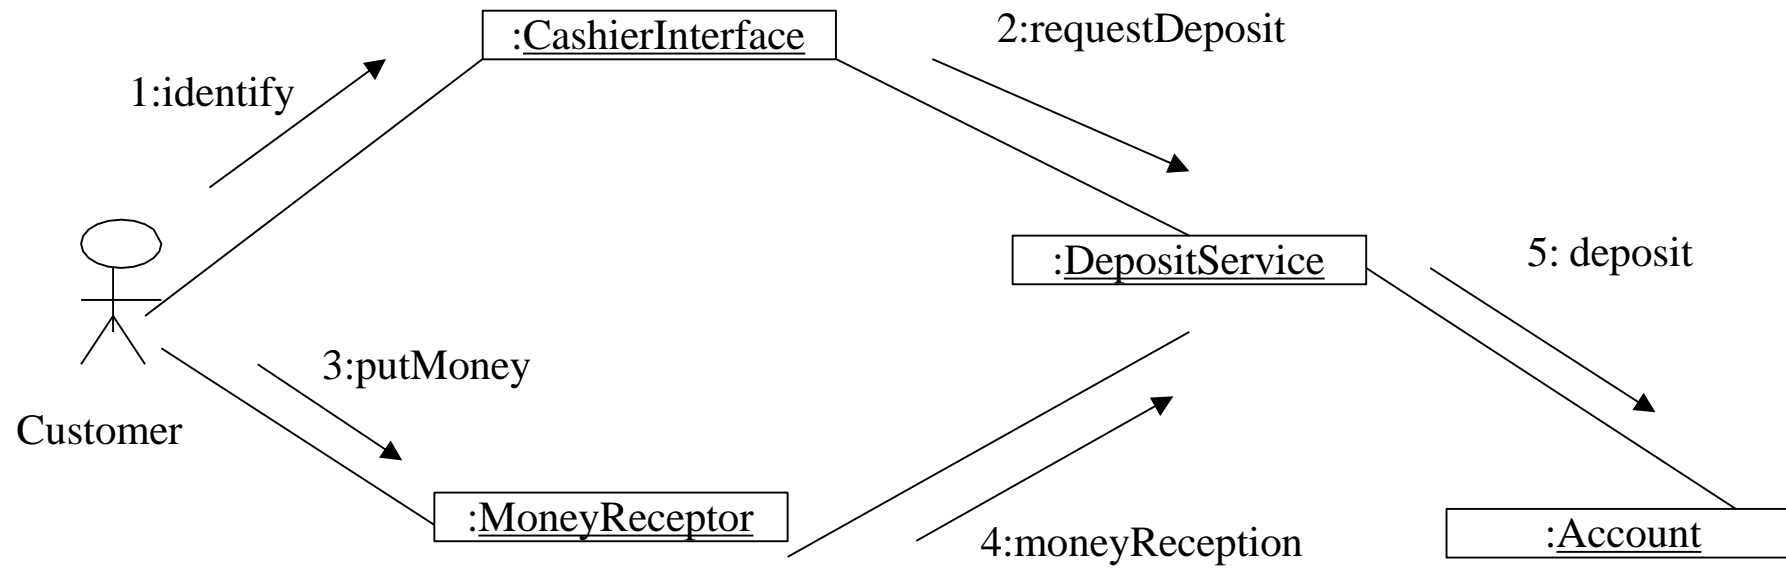 :CashierInterface
2:requestDeposit
1:identify
:DepositService
5: deposit
3:putMoney
Customer
:MoneyReceptor
4:moneyReception
:Account